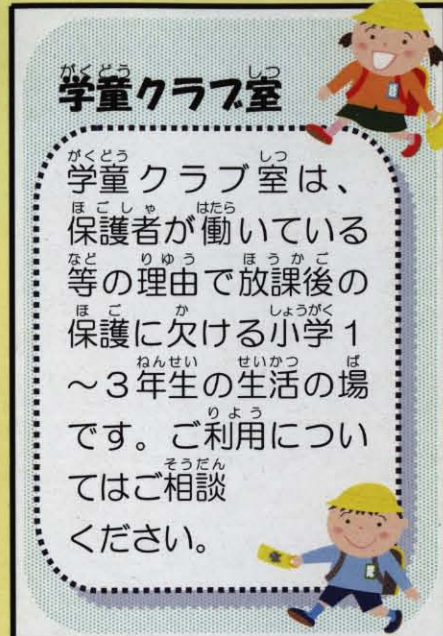 学童クラブ室
学童クラブ室は、
保護者が働いている
等の理由で放課後の
保護に欠ける小学1
～3年生の生活の場
です。ご利用につい
てはご相談
ください。